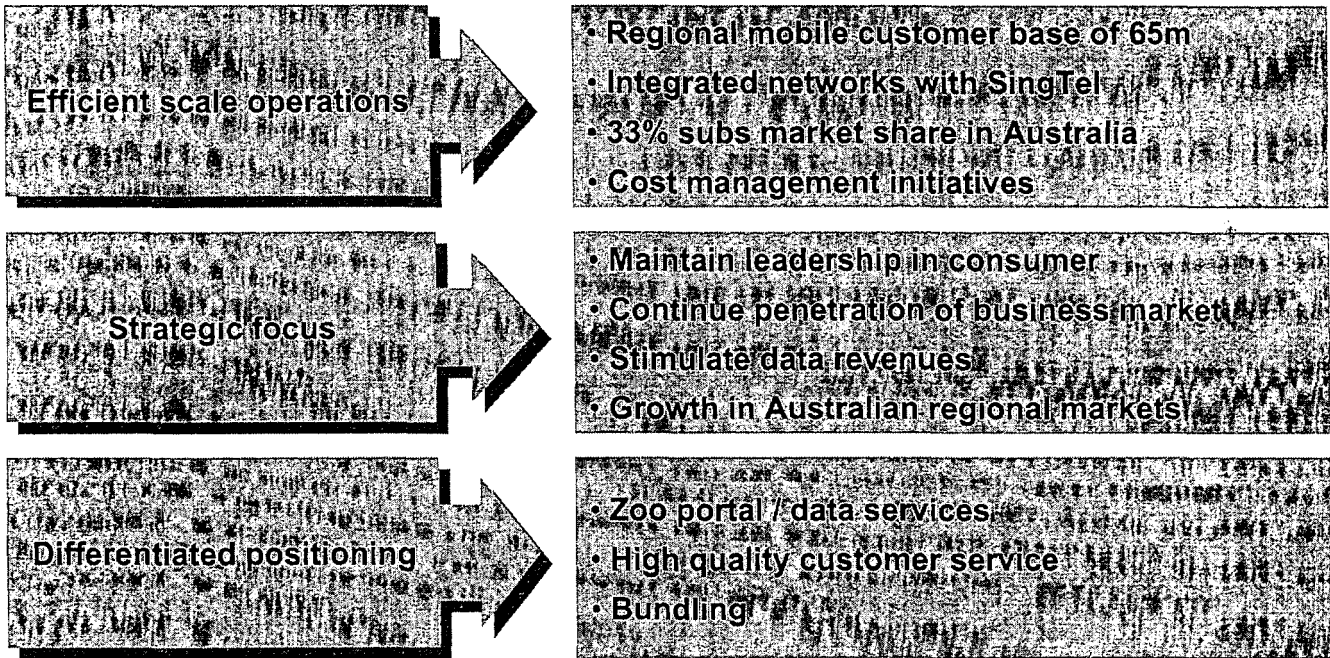 Efficient scale operations
• Regional mobile customer base of 65m
• Integrated networks with SingTel
• 33% subs market share in Australia
• Cost management initiatives
Strategic focus
• Maintain leadership in consumer
• Continue penetration of business market
• Stimulate data revenues
• Growth in Australian regional markets
Differentiated positioning
• Zoo portal / data services
• High quality customer service
• Bundling